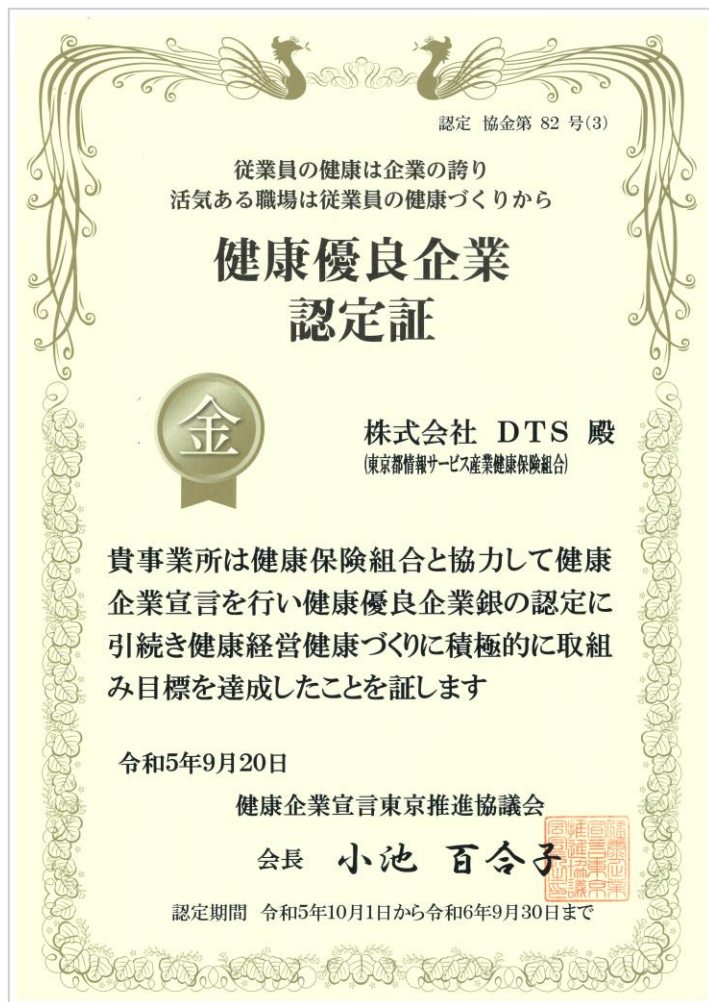 認定 協金第 82 号(3)
従業員の健康は企業の誇り
活気ある職場は従業員の健康づくりから
健康優良企業
認定証
金
株式会社 DTS 殿
(東京都情報サービス産業健康保険組合)
貴事業所は健康保険組合と協力して健康
企業宣言を行い健康優良企業銀の認定に
引続き健康経営健康づくりに積極的に取組
み目標を達成したことを証します
令和5年9月20日
健康企業宣言東京推進協議会
会長 小池 百合子
認定期間 令和5年10月1日から令和6年9月30日まで